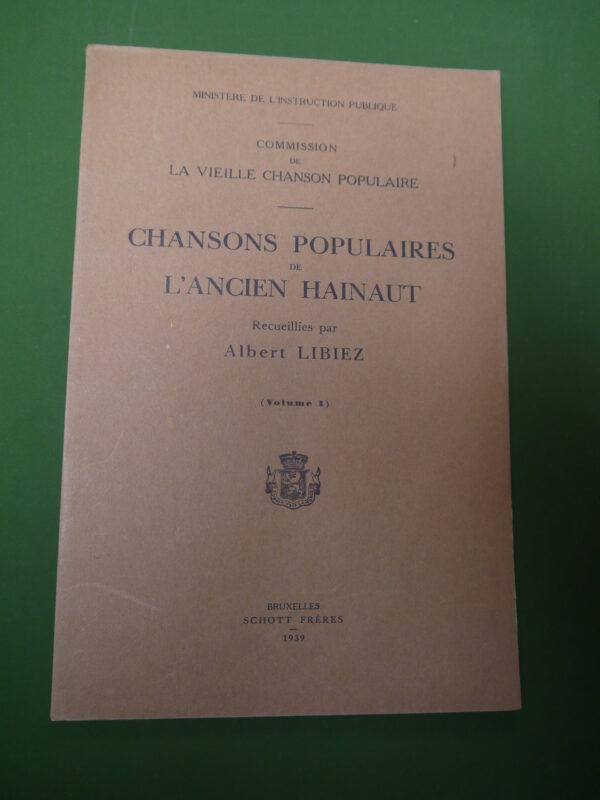 MINISTÈRE DE L'INSTRUCTION PUBLIQUE
COMMISSION
DE
LA VIEILLE CHANSON POPULAIRE
CHANSONS POPULAIRES
DE
L'ANCIEN HAINAUT
Recueillies par
Albert LIBIEZ
(Volume I)
BRUXELLES
SCHOTT FRÈRES
1939